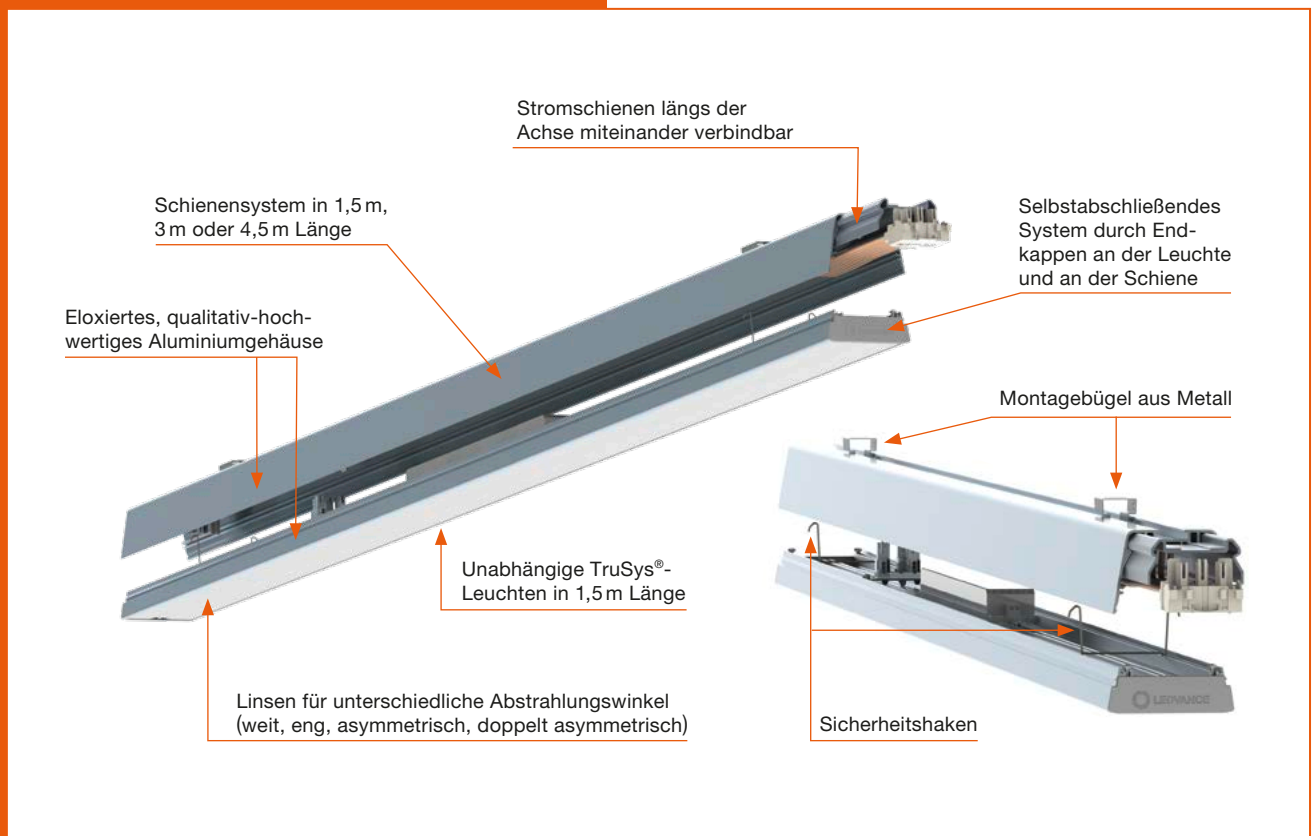 Stromschienen längs der
Achse miteinander verbindbar
Schienensystem in 1,5 m,
3 m oder 4,5 m Länge
Selbstabschließendes
System durch End-
kappen an der Leuchte
und an der Schiene
Eloxiertes, qualitativ-hoch-
wertiges Aluminiumgehäuse
Montagebügel aus Metall
Unabhängige TruSys®-
Leuchten in 1,5 m Länge
Linsen für unterschiedliche Abstrahlungswinkel
(weit, eng, asymmetrisch, doppelt asymmetrisch)
Sicherheitshaken
LEDVANCE